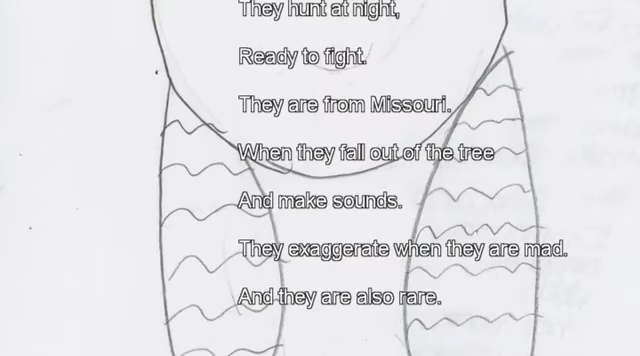 They hunt at night,
Ready to fight.
They are from Missouri.
When they fall out of the tree
And make sounds.
They exaggerate when they are mad.
And they are also rare.